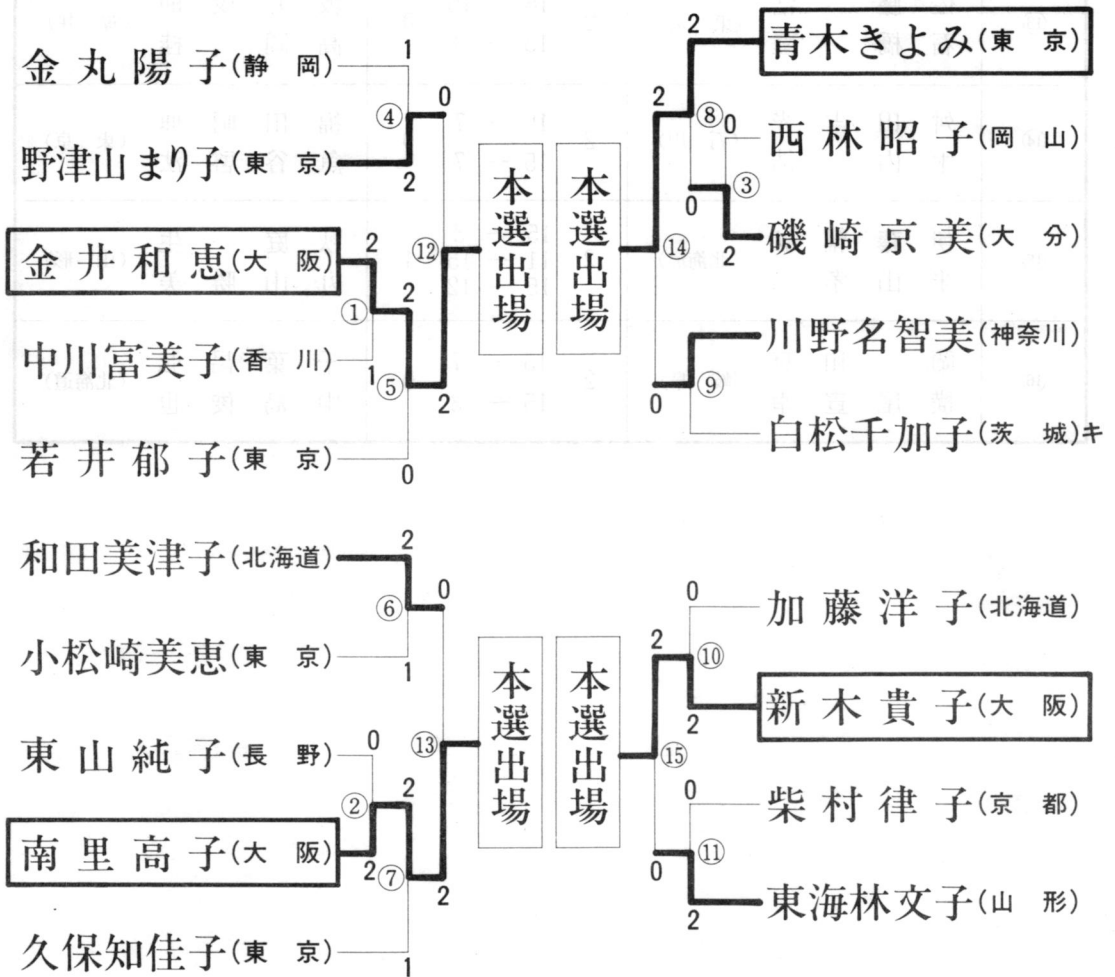 金丸陽子(静岡)
1
0
④
野津山まり子(東京)
2
金井和恵(大阪)
2
⑫
2
①
中川富美子(香川)
1
⑤
2
若井郁子(東京)
0
本選出場
本選出場
2
青木きよみ(東京)
2
⑧
0
西林昭子(岡山)
③
0
磯崎京美(大分)
2
⑭
川野名智美(神奈川)
⑨
0
白松千加子(茨城)キ
和田美津子(北海道)
2
0
⑥
小松崎美恵(東京)
1
東山純子(長野)
0
⑬
2
②
南里高子(大阪)
2
⑦
2
久保知佳子(東京)
1
本選出場
本選出場
0
加藤洋子(北海道)
2
⑩
新木貴子(大阪)
2
⑮
0
柴村律子(京都)
⑪
0
東海林文子(山形)
2